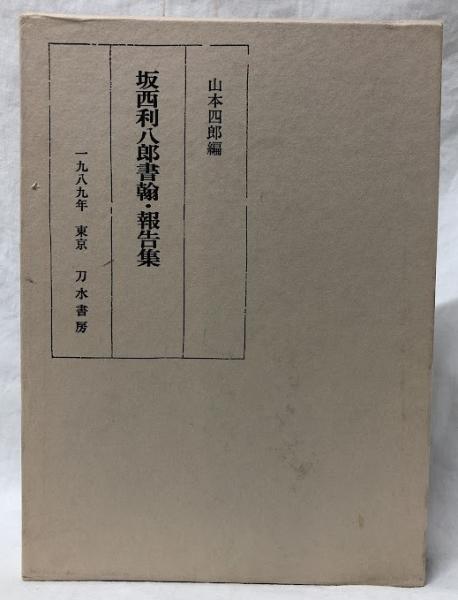 山本四郎編
坂西利八郎書翰・報告集
一九八九年 東京 刀水書房